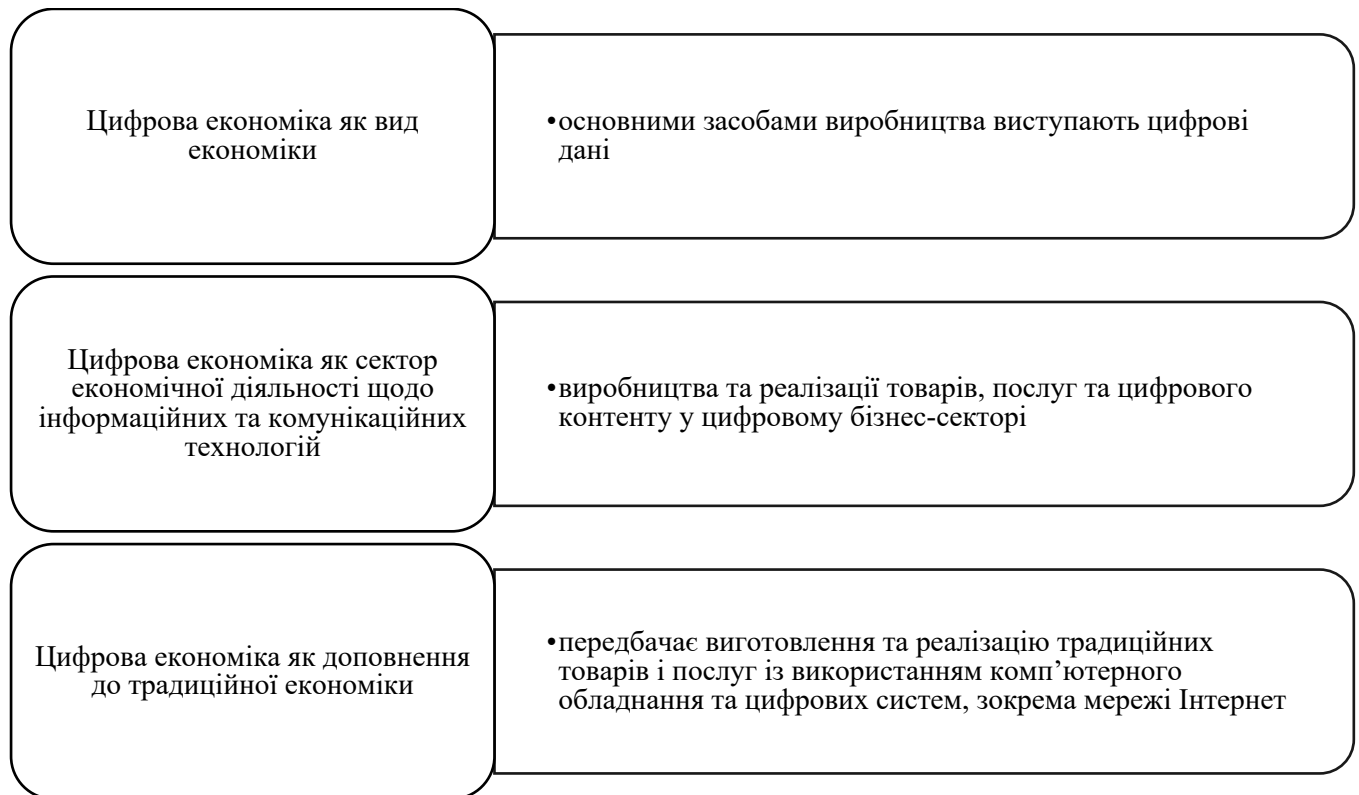 Цифрова економіка як вид
економіки
•основними засобами виробництва виступають цифрові
дані
Цифрова економіка як сектор
економічної діяльності щодо
інформаційних та комунікаційних
технологій
•виробництва та реалізації товарів, послуг та цифрового
контенту у цифровому бізнес-секторі
Цифрова економіка як доповнення
до традиційної економіки
•передбачає виготовлення та реалізацію традиційних
товарів і послуг із використанням комп’ютерного
обладнання та цифрових систем, зокрема мережі Інтернет